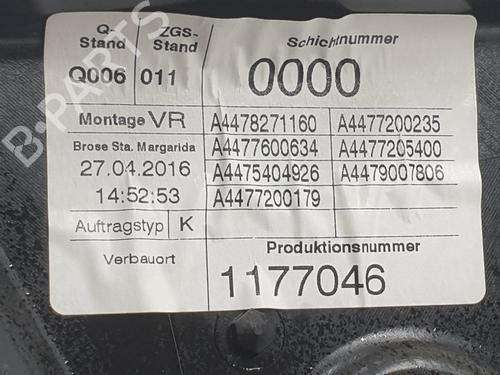 Q-Stand ZGS-Stand Schichtnummer
Q006 011 0000
Montage VR A4478271160 A4477200235
Brose Sta. Margarida A4477600634 A4477205400
27.04.2016 A4475404926 A4479007806
14:52:53 A4477200179
Auftragstyp K
Verbauort Produktionsnummer
1177046
B-PARTS